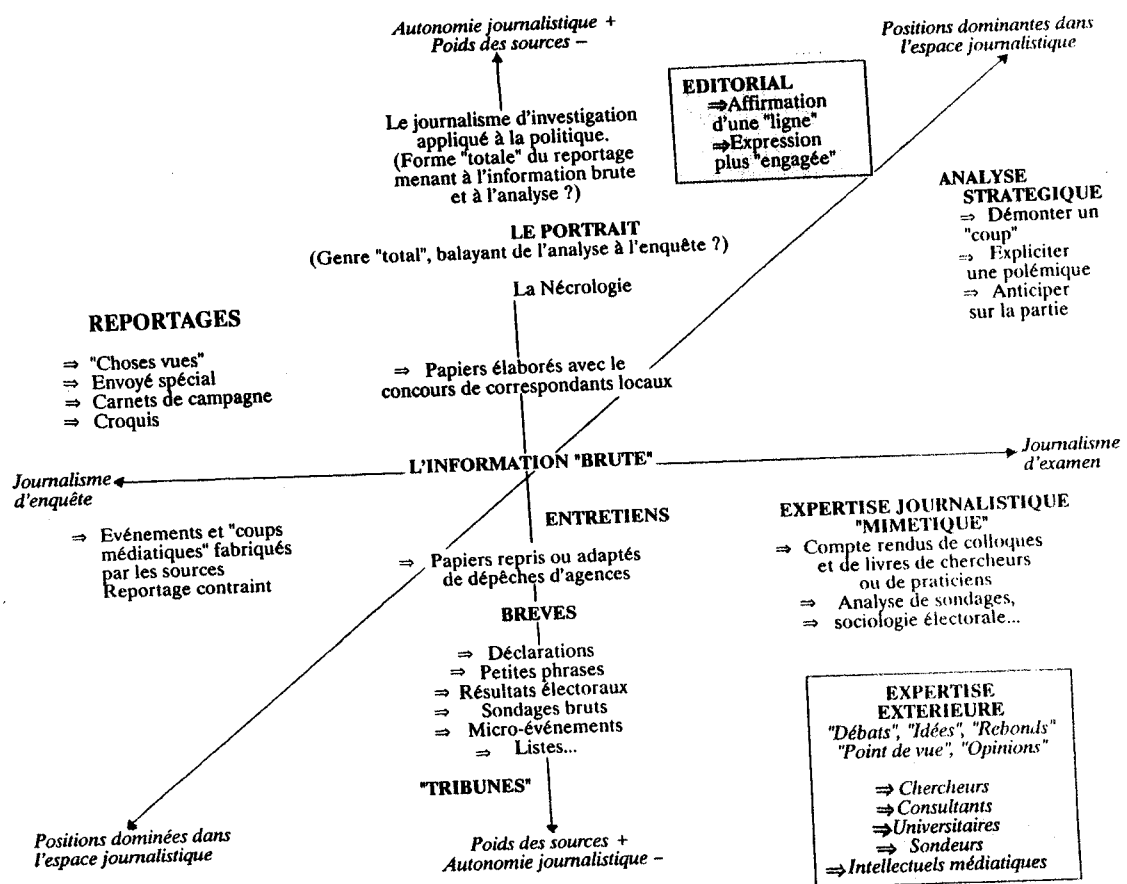 Autonomie journalistique +
Poids des sources –
Positions dominantes dans
l'espace journalistique
EDITORIAL
⇒Affirmation
d'une "ligne"
⇒Expression
plus "engagée"
Le journalisme d'investigation
appliqué à la politique.
(Forme "totale" du reportage
menant à l'information brute
et à l'analyse ?)
ANALYSE
STRATEGIQUE
⇒ Démonter un
"coup"
⇒ Expliciter
une polémique
⇒ Anticiper
sur la partie
LE PORTRAIT
(Genre "total", balayant de l'analyse à l'enquête ?)
La Nécrologie
REPORTAGES
⇒ "Choses vues"
⇒ Envoyé spécial
⇒ Carnets de campagne
⇒ Croquis
⇒ Papiers élaborés avec le
concours de correspondants locaux
L'INFORMATION "BRUTE"
Journalisme
d'enquête
Journalisme
d'examen
⇒ Evénements et "coups
médiatiques" fabriqués
par les sources
Reportage contraint
ENTRETIENS
⇒ Papiers repris ou adaptés
de dépêches d'agences
EXPERTISE JOURNALISTIQUE
"MIMETIQUE"
⇒ Compte rendus de colloques
et de livres de chercheurs
ou de praticiens
⇒ Analyse de sondages,
⇒ sociologie électorale...
BREVES
⇒ Déclarations
⇒ Petites phrases
⇒ Résultats électoraux
⇒ Sondages bruts
⇒ Micro-événements
⇒ Listes...
"TRIBUNES"
EXPERTISE
EXTERIEURE
"Débats", "Idées", "Rebonds"
"Point de vue", "Opinions"
⇒ Chercheurs
⇒ Consultants
⇒Universitaires
⇒ Sondeurs
⇒Intellectuels médiatiques
Positions dominées dans
l'espace journalistique
Poids des sources +
Autonomie journalistique –